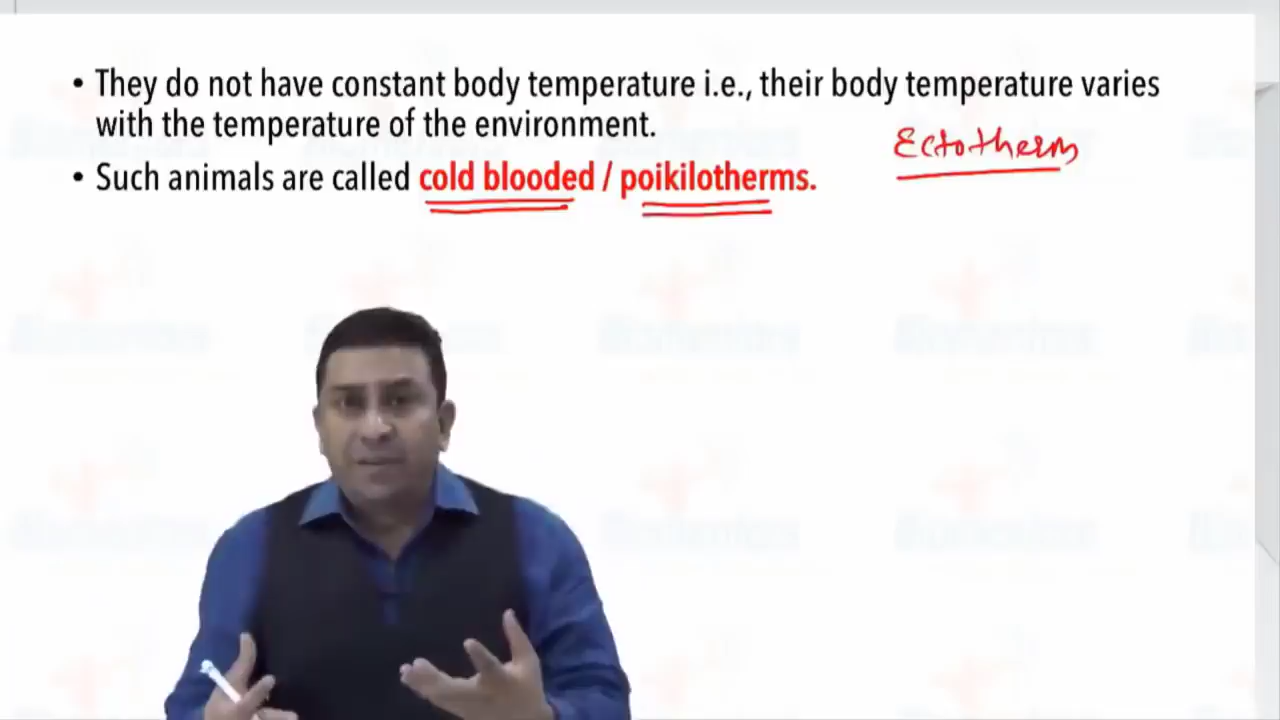 • They do not have constant body temperature i.e., their body temperature varies
with the temperature of the environment.
Ectotherm
• Such animals are called cold blooded / poikilotherms.